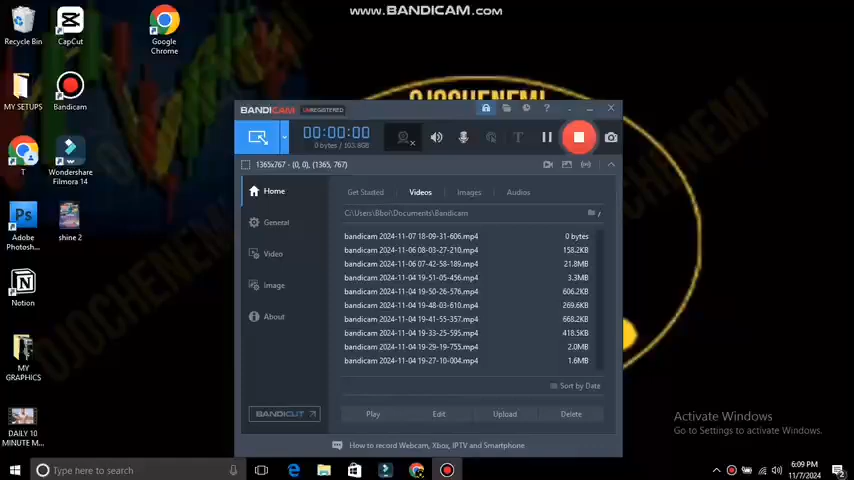 www.BANDICAM.com
Recycle Bin
CapCut
Google
Chrome
MY SETUPS
Bandicam
T
Wondershare
Filmora 14
Ps
Adobe
Photosh...
shine 2
Notion
MY
GRAPHICS
DAILY 10
MINUTE M...
OJOCHENEMI
BANDICAM UNREGISTERED
00:00:00
0 bytes / 103.8GB
1365x767 - (0, 0), (1365, 767)
Home
General
Video
Image
About
BANDICUT
Get Started
Videos
Images
Audios
C:\Users\Bboi\Documents\Bandicam
bandicam 2024-11-07 18-09-31-606.mp4 0 bytes
bandicam 2024-11-06 08-03-27-210.mp4 158.2KB
bandicam 2024-11-06 07-42-58-189.mp4 21.8MB
bandicam 2024-11-04 19-51-05-456.mp4 3.3MB
bandicam 2024-11-04 19-50-26-576.mp4 606.2KB
bandicam 2024-11-04 19-48-03-610.mp4 269.6KB
bandicam 2024-11-04 19-41-55-357.mp4 668.2KB
bandicam 2024-11-04 19-33-25-595.mp4 418.5KB
bandicam 2024-11-04 19-29-19-755.mp4 2.0MB
bandicam 2024-11-04 19-27-10-004.mp4 1.6MB
Sort by Date
Play
Edit
Upload
Delete
How to record Webcam, Xbox, IPTV and Smartphone
Activate Windows
Go to Settings to activate Windows.
Type here to search
6:09 PM
11/7/2024
2